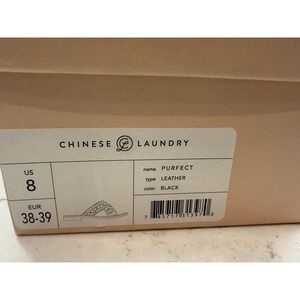 CHINESE LAUNDRY
US
8
EUR
38-39
name PURFECT
type LEATHER
color BLACK